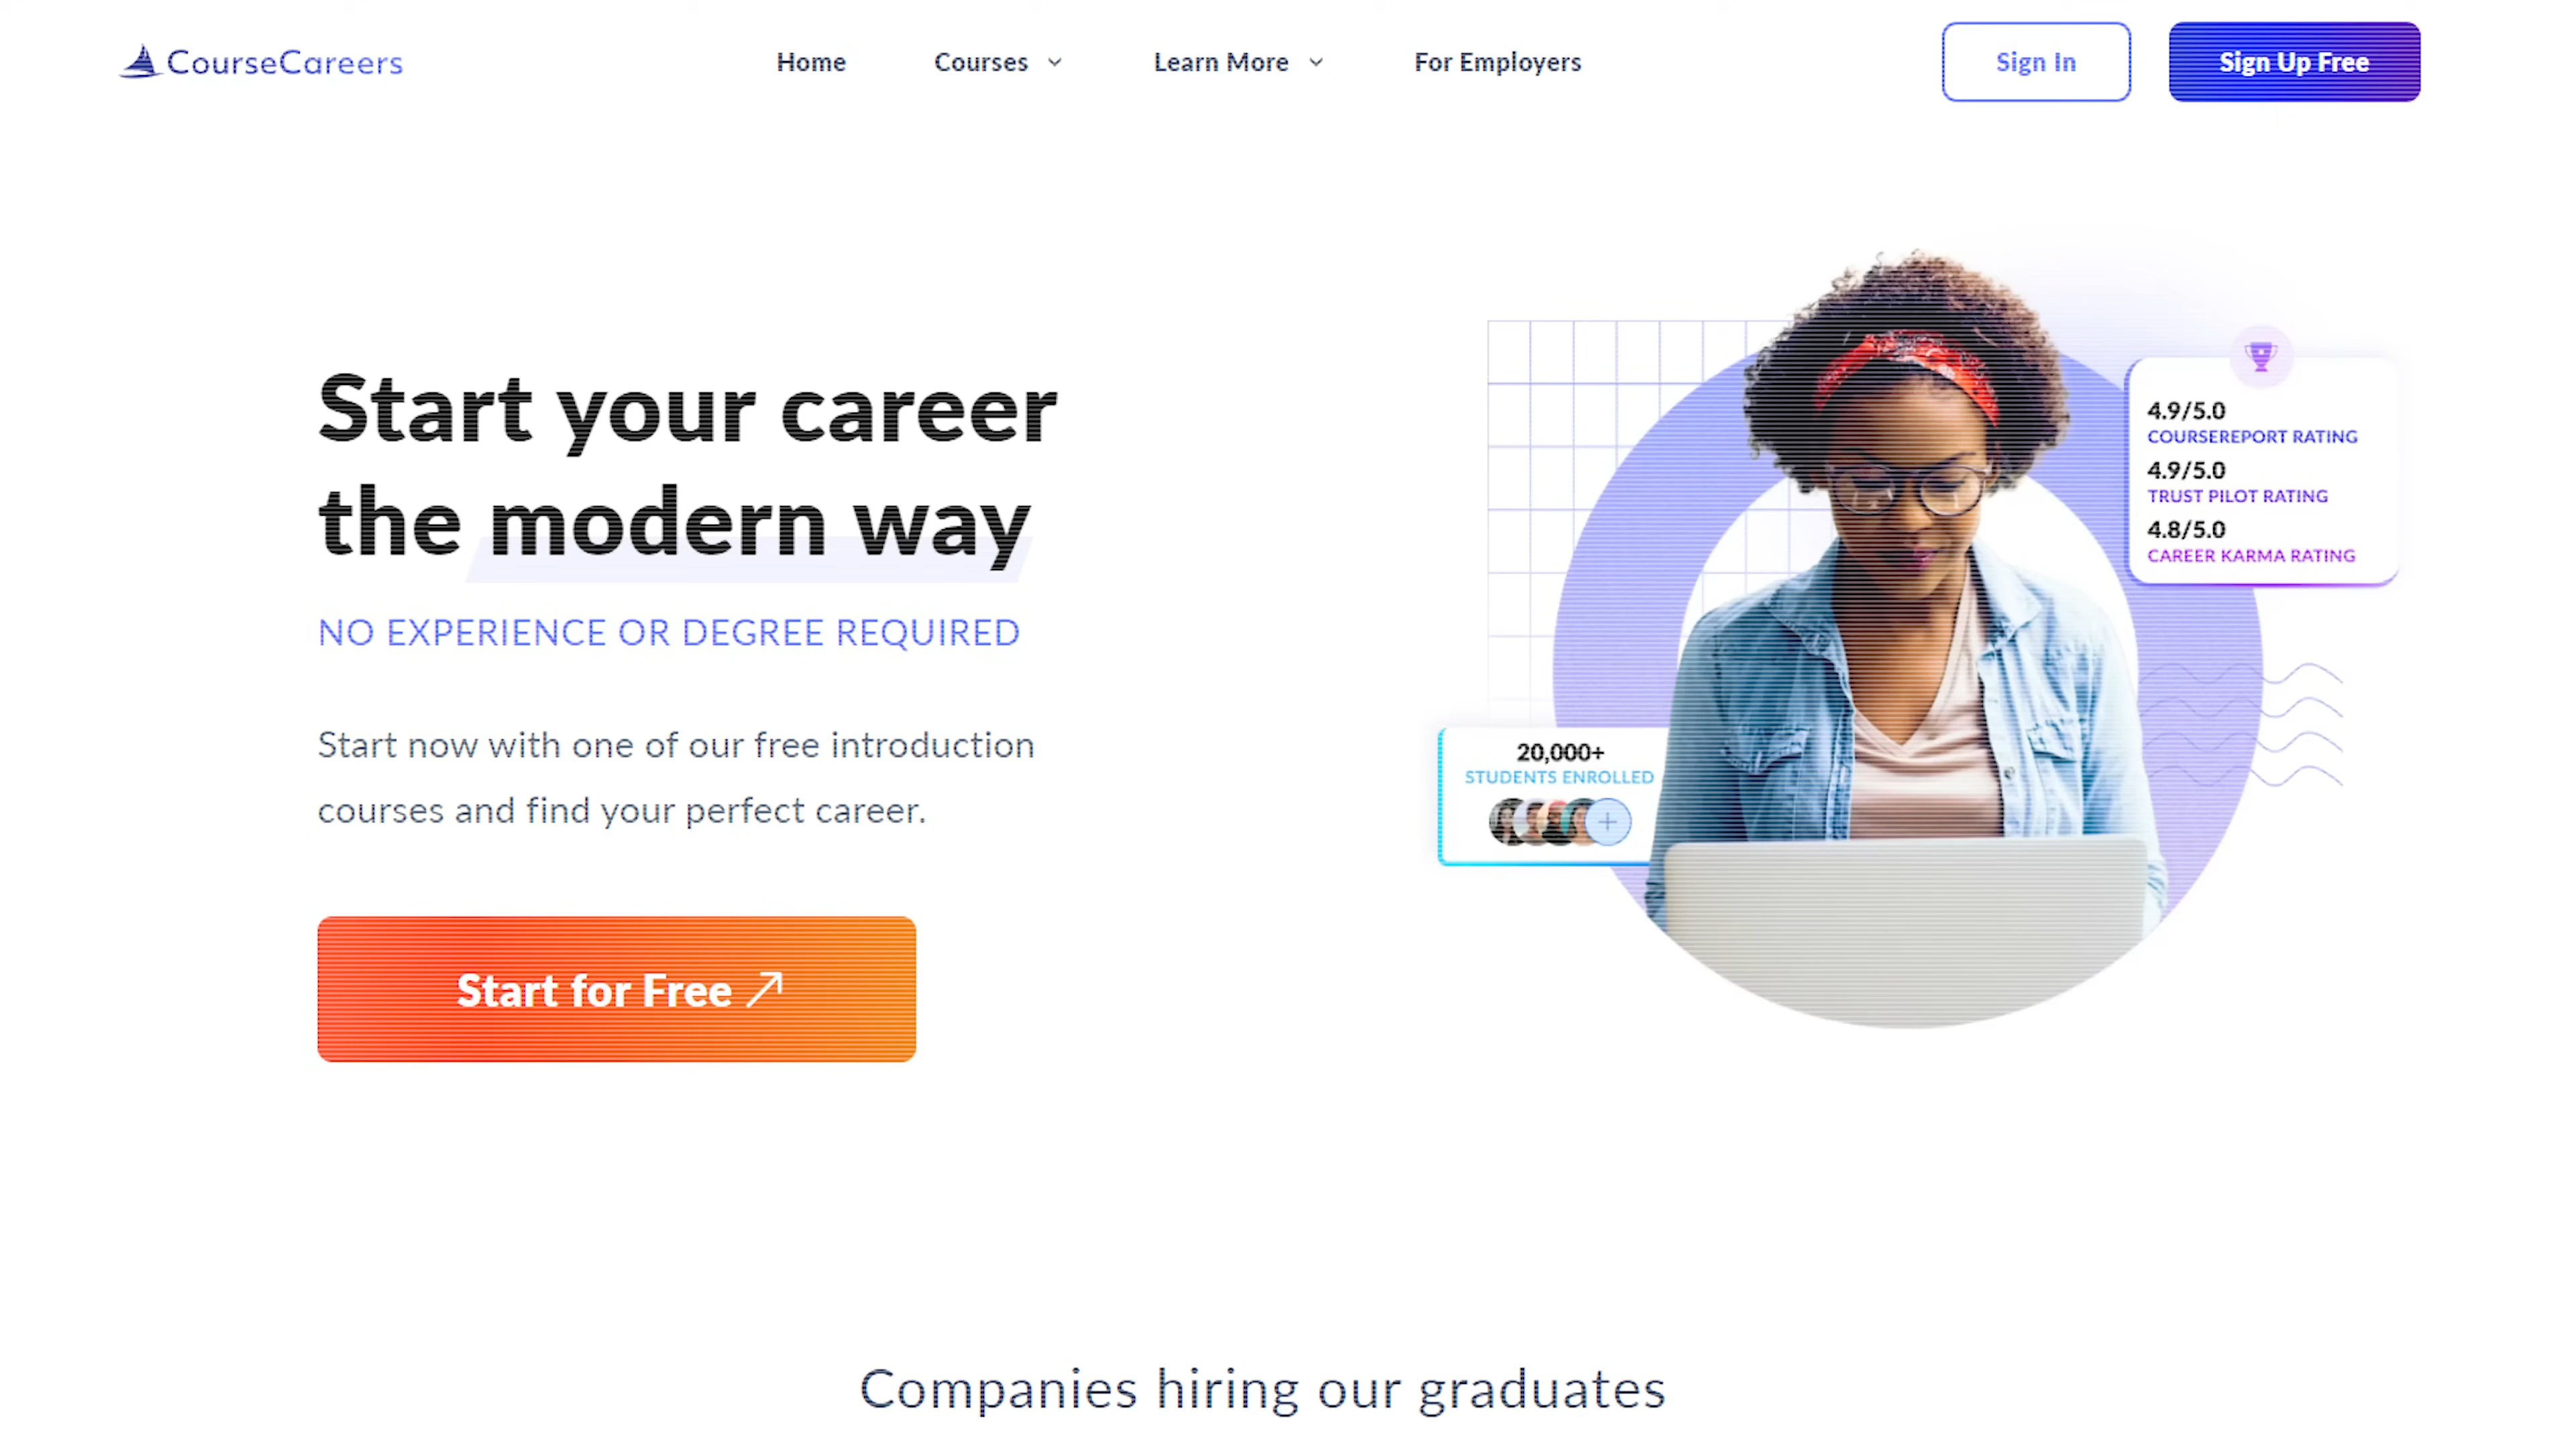 CourseCareers
Home
Courses
Learn More
For Employers
Sign In
Sign Up Free
Start your career
the modern way
NO EXPERIENCE OR DEGREE REQUIRED
Start now with one of our free introduction
courses and find your perfect career.
Start for Free
4.9/5.0
COURSEREPORT RATING
4.9/5.0
TRUST PILOT RATING
4.8/5.0
CAREER KARMA RATING
20,000+
STUDENTS ENROLLED
Companies hiring our graduates